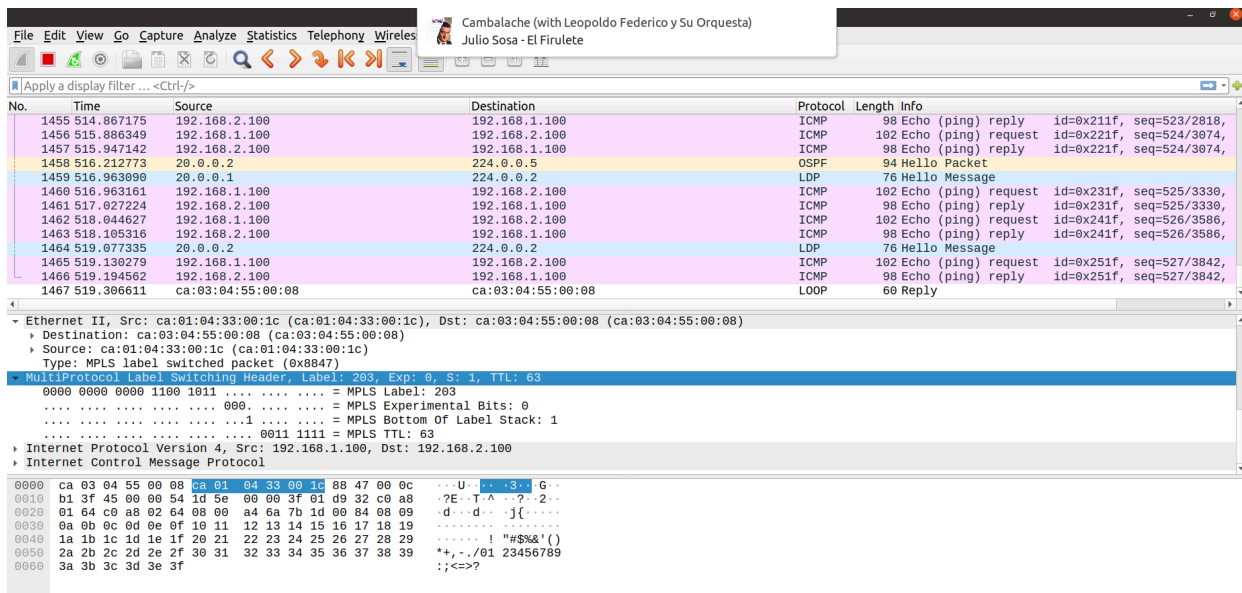 Cambalache (with Leopoldo Federico y Su Orquesta)
Julio Sosa - El Firulete
File Edit View Go Capture Analyze Statistics Telephony Wireles
Apply a display filter ... <Ctrl-/>
No. Time Source Destination Protocol Length Info
1455 514.867175 192.168.2.100 192.168.1.100 ICMP 98 Echo (ping) reply id=0x211f, seq=523/2818,
1456 515.886349 192.168.1.100 192.168.2.100 ICMP 102 Echo (ping) request id=0x221f, seq=524/3074,
1457 515.947142 192.168.2.100 192.168.1.100 ICMP 98 Echo (ping) reply id=0x221f, seq=524/3074,
1458 516.212773 20.0.0.2 224.0.0.5 OSPF 94 Hello Packet
1459 516.963090 20.0.0.1 224.0.0.2 LDP 76 Hello Message
1460 516.963161 192.168.1.100 192.168.2.100 ICMP 102 Echo (ping) request id=0x231f, seq=525/3330,
1461 517.027224 192.168.2.100 192.168.1.100 ICMP 98 Echo (ping) reply id=0x231f, seq=525/3330,
1462 518.044627 192.168.1.100 192.168.2.100 ICMP 102 Echo (ping) request id=0x241f, seq=526/3586,
1463 518.105316 192.168.2.100 192.168.1.100 ICMP 98 Echo (ping) reply id=0x241f, seq=526/3586,
1464 519.077335 20.0.0.2 224.0.0.2 LDP 76 Hello Message
1465 519.130279 192.168.1.100 192.168.2.100 ICMP 102 Echo (ping) request id=0x251f, seq=527/3842,
1466 519.194562 192.168.2.100 192.168.1.100 ICMP 98 Echo (ping) reply id=0x251f, seq=527/3842,
1467 519.306611 ca:03:04:55:00:08 ca:03:04:55:00:08 LOOP 60 Reply
Ethernet II, Src: ca:01:04:33:00:1c (ca:01:04:33:00:1c), Dst: ca:03:04:55:00:08 (ca:03:04:55:00:08)
Destination: ca:03:04:55:00:08 (ca:03:04:55:00:08)
Source: ca:01:04:33:00:1c (ca:01:04:33:00:1c)
Type: MPLS label switched packet (0x8847)
MultiProtocol Label Switching Header, Label: 203, Exp: 0, S: 1, TTL: 63
0000 0000 0000 1100 1011 .... .... .... = MPLS Label: 203
.... .... .... .... .... 000. .... .... = MPLS Experimental Bits: 0
.... .... .... .... .... ...1 .... .... = MPLS Bottom Of Label Stack: 1
.... .... .... .... .... .... 0011 1111 = MPLS TTL: 63
Internet Protocol Version 4, Src: 192.168.1.100, Dst: 192.168.2.100
Internet Control Message Protocol
0000 ca 03 04 55 00 08 ca 01 04 33 00 1c 88 47 00 0c ···U·····3···G··
0010 b1 3f 45 00 00 54 1d 5e 00 00 3f 01 d9 32 c0 a8 ·?E··T·^ ··?··2··
0020 01 64 c0 a8 02 64 08 00 a4 6a 7b 1d 00 84 08 09 ·d···d·· ·j{·····
0030 0a 0b 0c 0d 0e 0f 10 11 12 13 14 15 16 17 18 19 ········ ········
0040 1a 1b 1c 1d 1e 1f 20 21 22 23 24 25 26 27 28 29 ······ ! "#$%&'()
0050 2a 2b 2c 2d 2e 2f 30 31 32 33 34 35 36 37 38 39 *+,-./01 23456789
0060 3a 3b 3c 3d 3e 3f :;<=>?